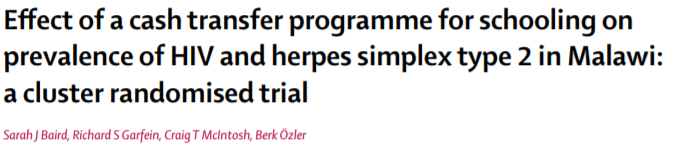 Effect of a cash transfer programme for schooling on
prevalence of HIV and herpes simplex type 2 in Malawi:
a cluster randomised trial
Sarah J Baird, Richard S Garfein, Craig T McIntosh, Berk Özler